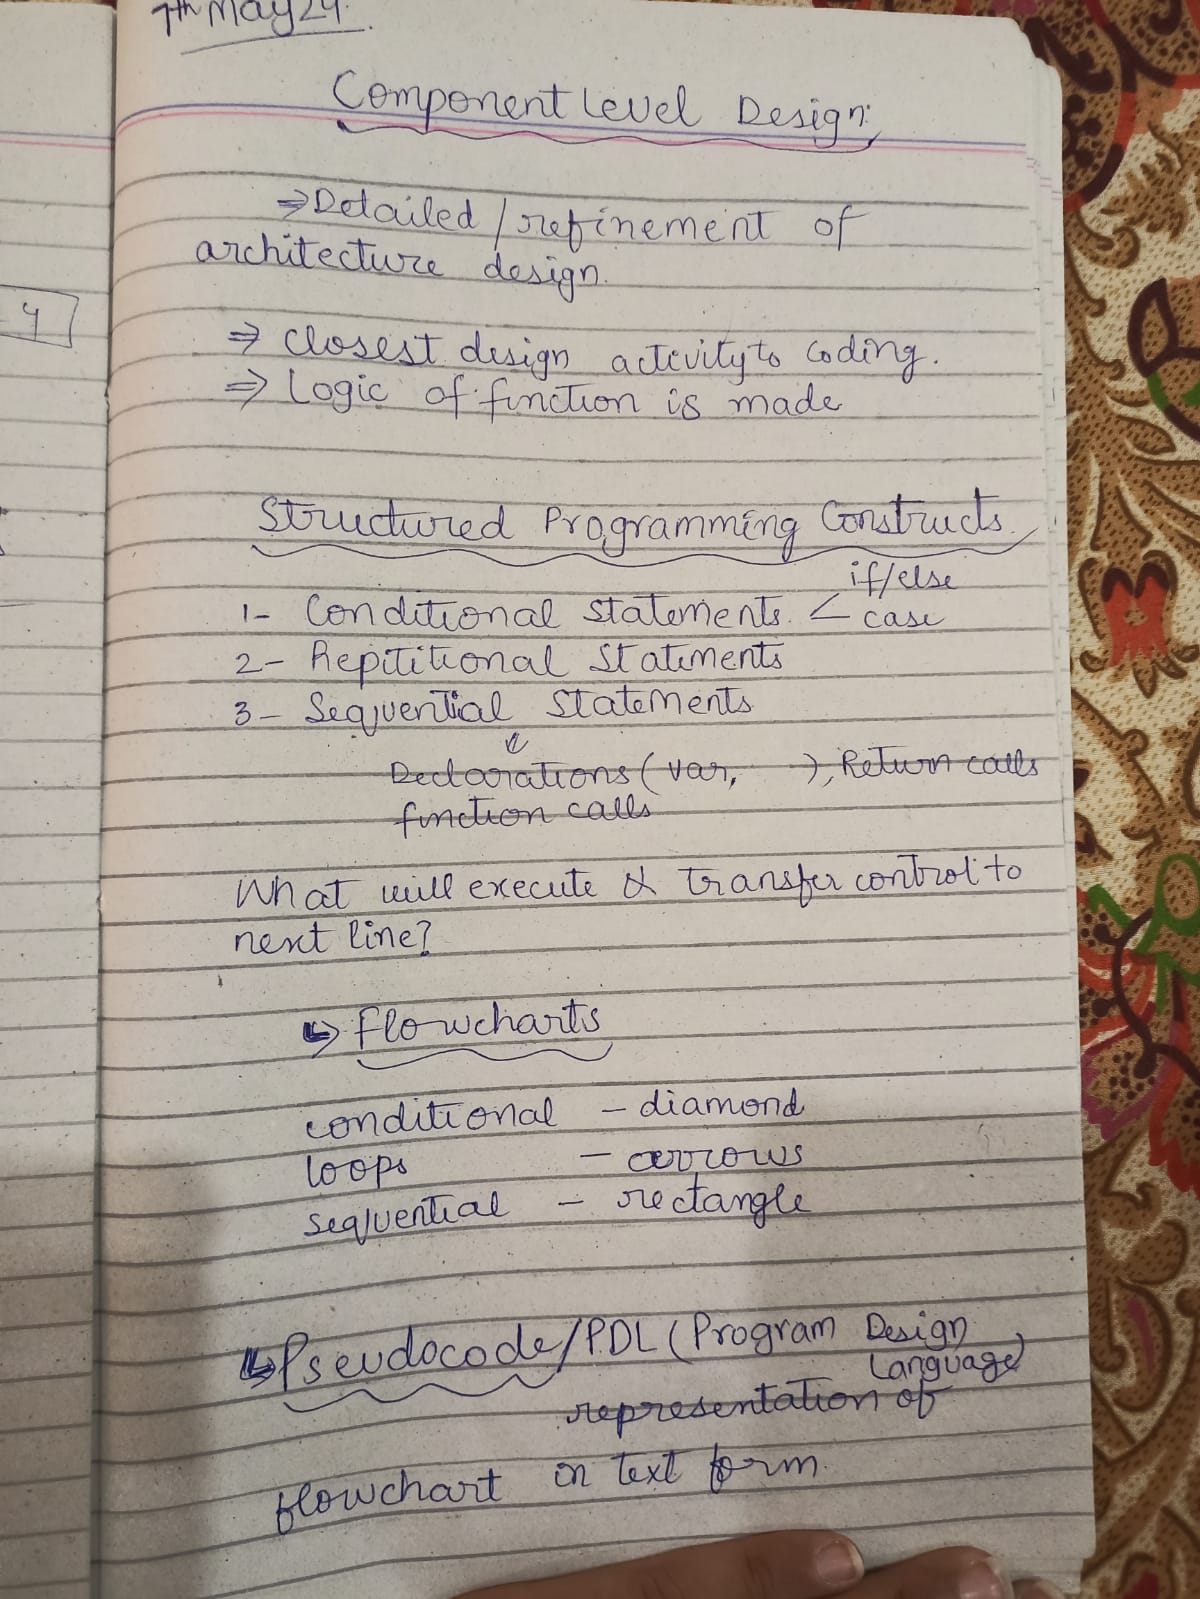 7th May 24.
Component Level Design:
⇒ Detailed / refinement of
architecture design.
4
⇒ Closest design activity to coding.
⇒ Logic of function is made
Structured Programming Constructs.
if/else
1- Conditional Statements. < case
2- Repititional Statements
3- Sequential Statements
Declarations (var,    ), Return calls
function calls
What will execute & transfer control to
next line?
↳ Flowcharts
conditional - diamond
loops - arrows
sequential - rectangle
↳ Pseudocode/PDL (Program Design
Language)
representation of
flowchart in text form.